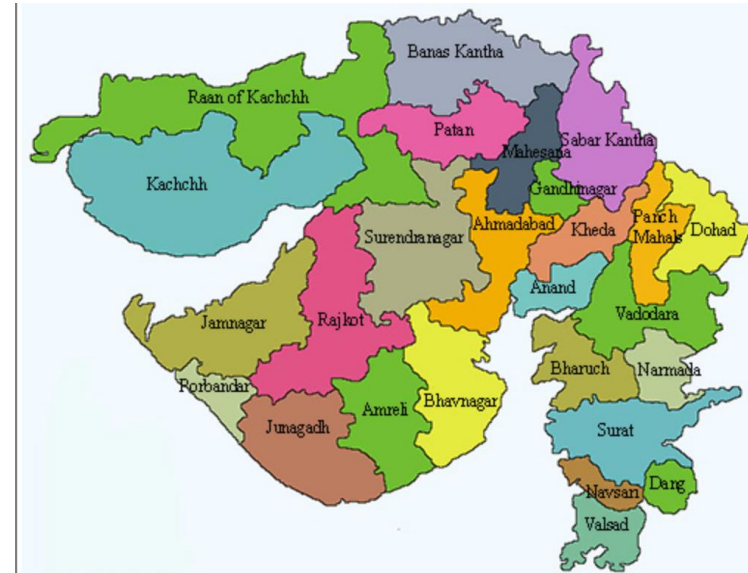 Banas Kantha
Raan of Kachchh
Patan
Sabar Kantha
Mahesana
Kachchh
Gandhinagar
Ahmadabad
Panch
Mahals
Kheda
Dohad
Surendranagar
Anand
Vadodara
Jamnagar
Rajkot
Bharuch
Narmada
Porbandar
Amreli
Bhavnagar
Junagadh
Surat
Dang
Navsari
Valsad